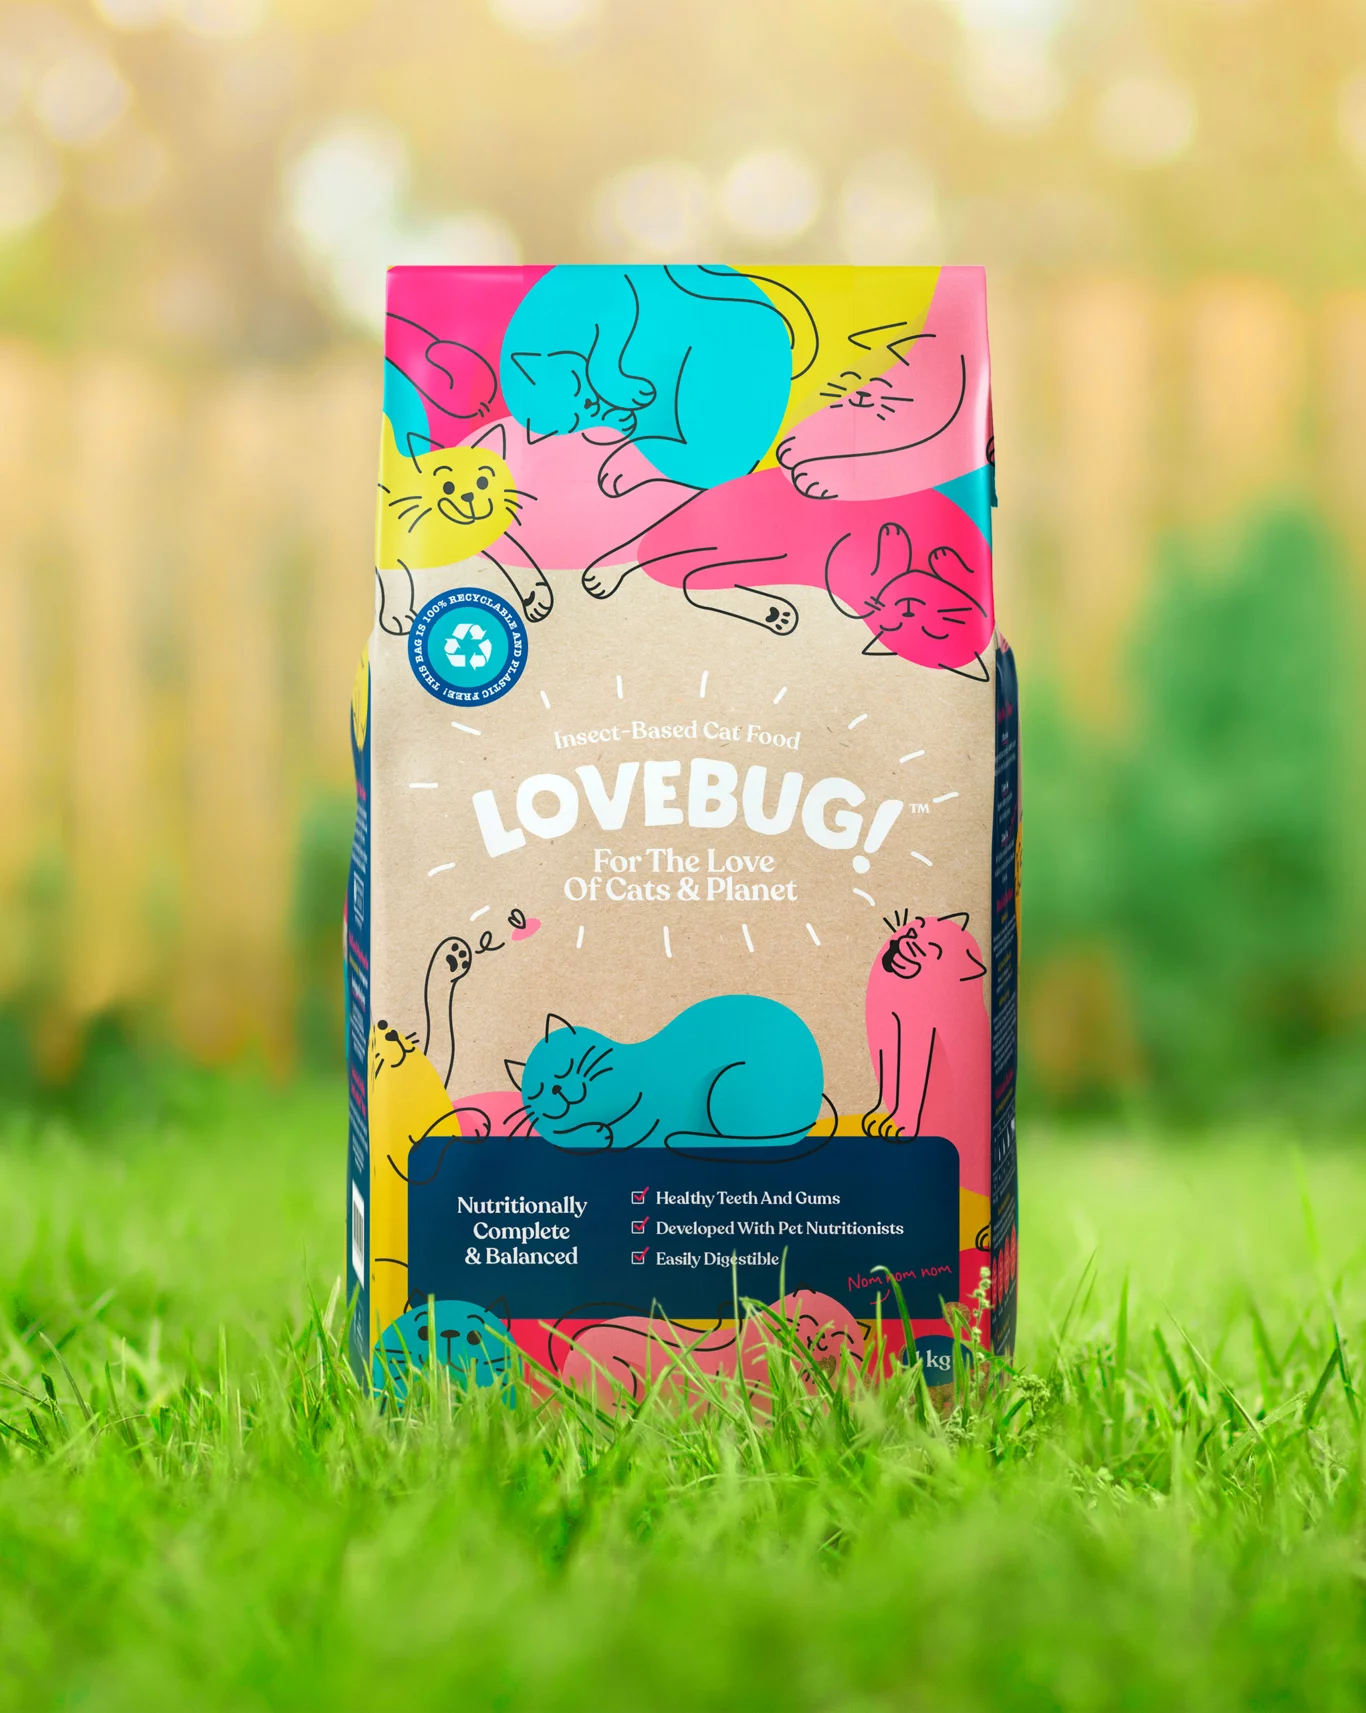 THIS BAG IS 100% RECYCLABLE AND PLASTIC FREE!
Insect-Based Cat Food
LOVEBUG!™
For The Love
Of Cats & Planet
Nutritionally
Complete
& Balanced
Healthy Teeth And Gums
Developed With Pet Nutritionists
Easily Digestible
Nom nom nom
kg